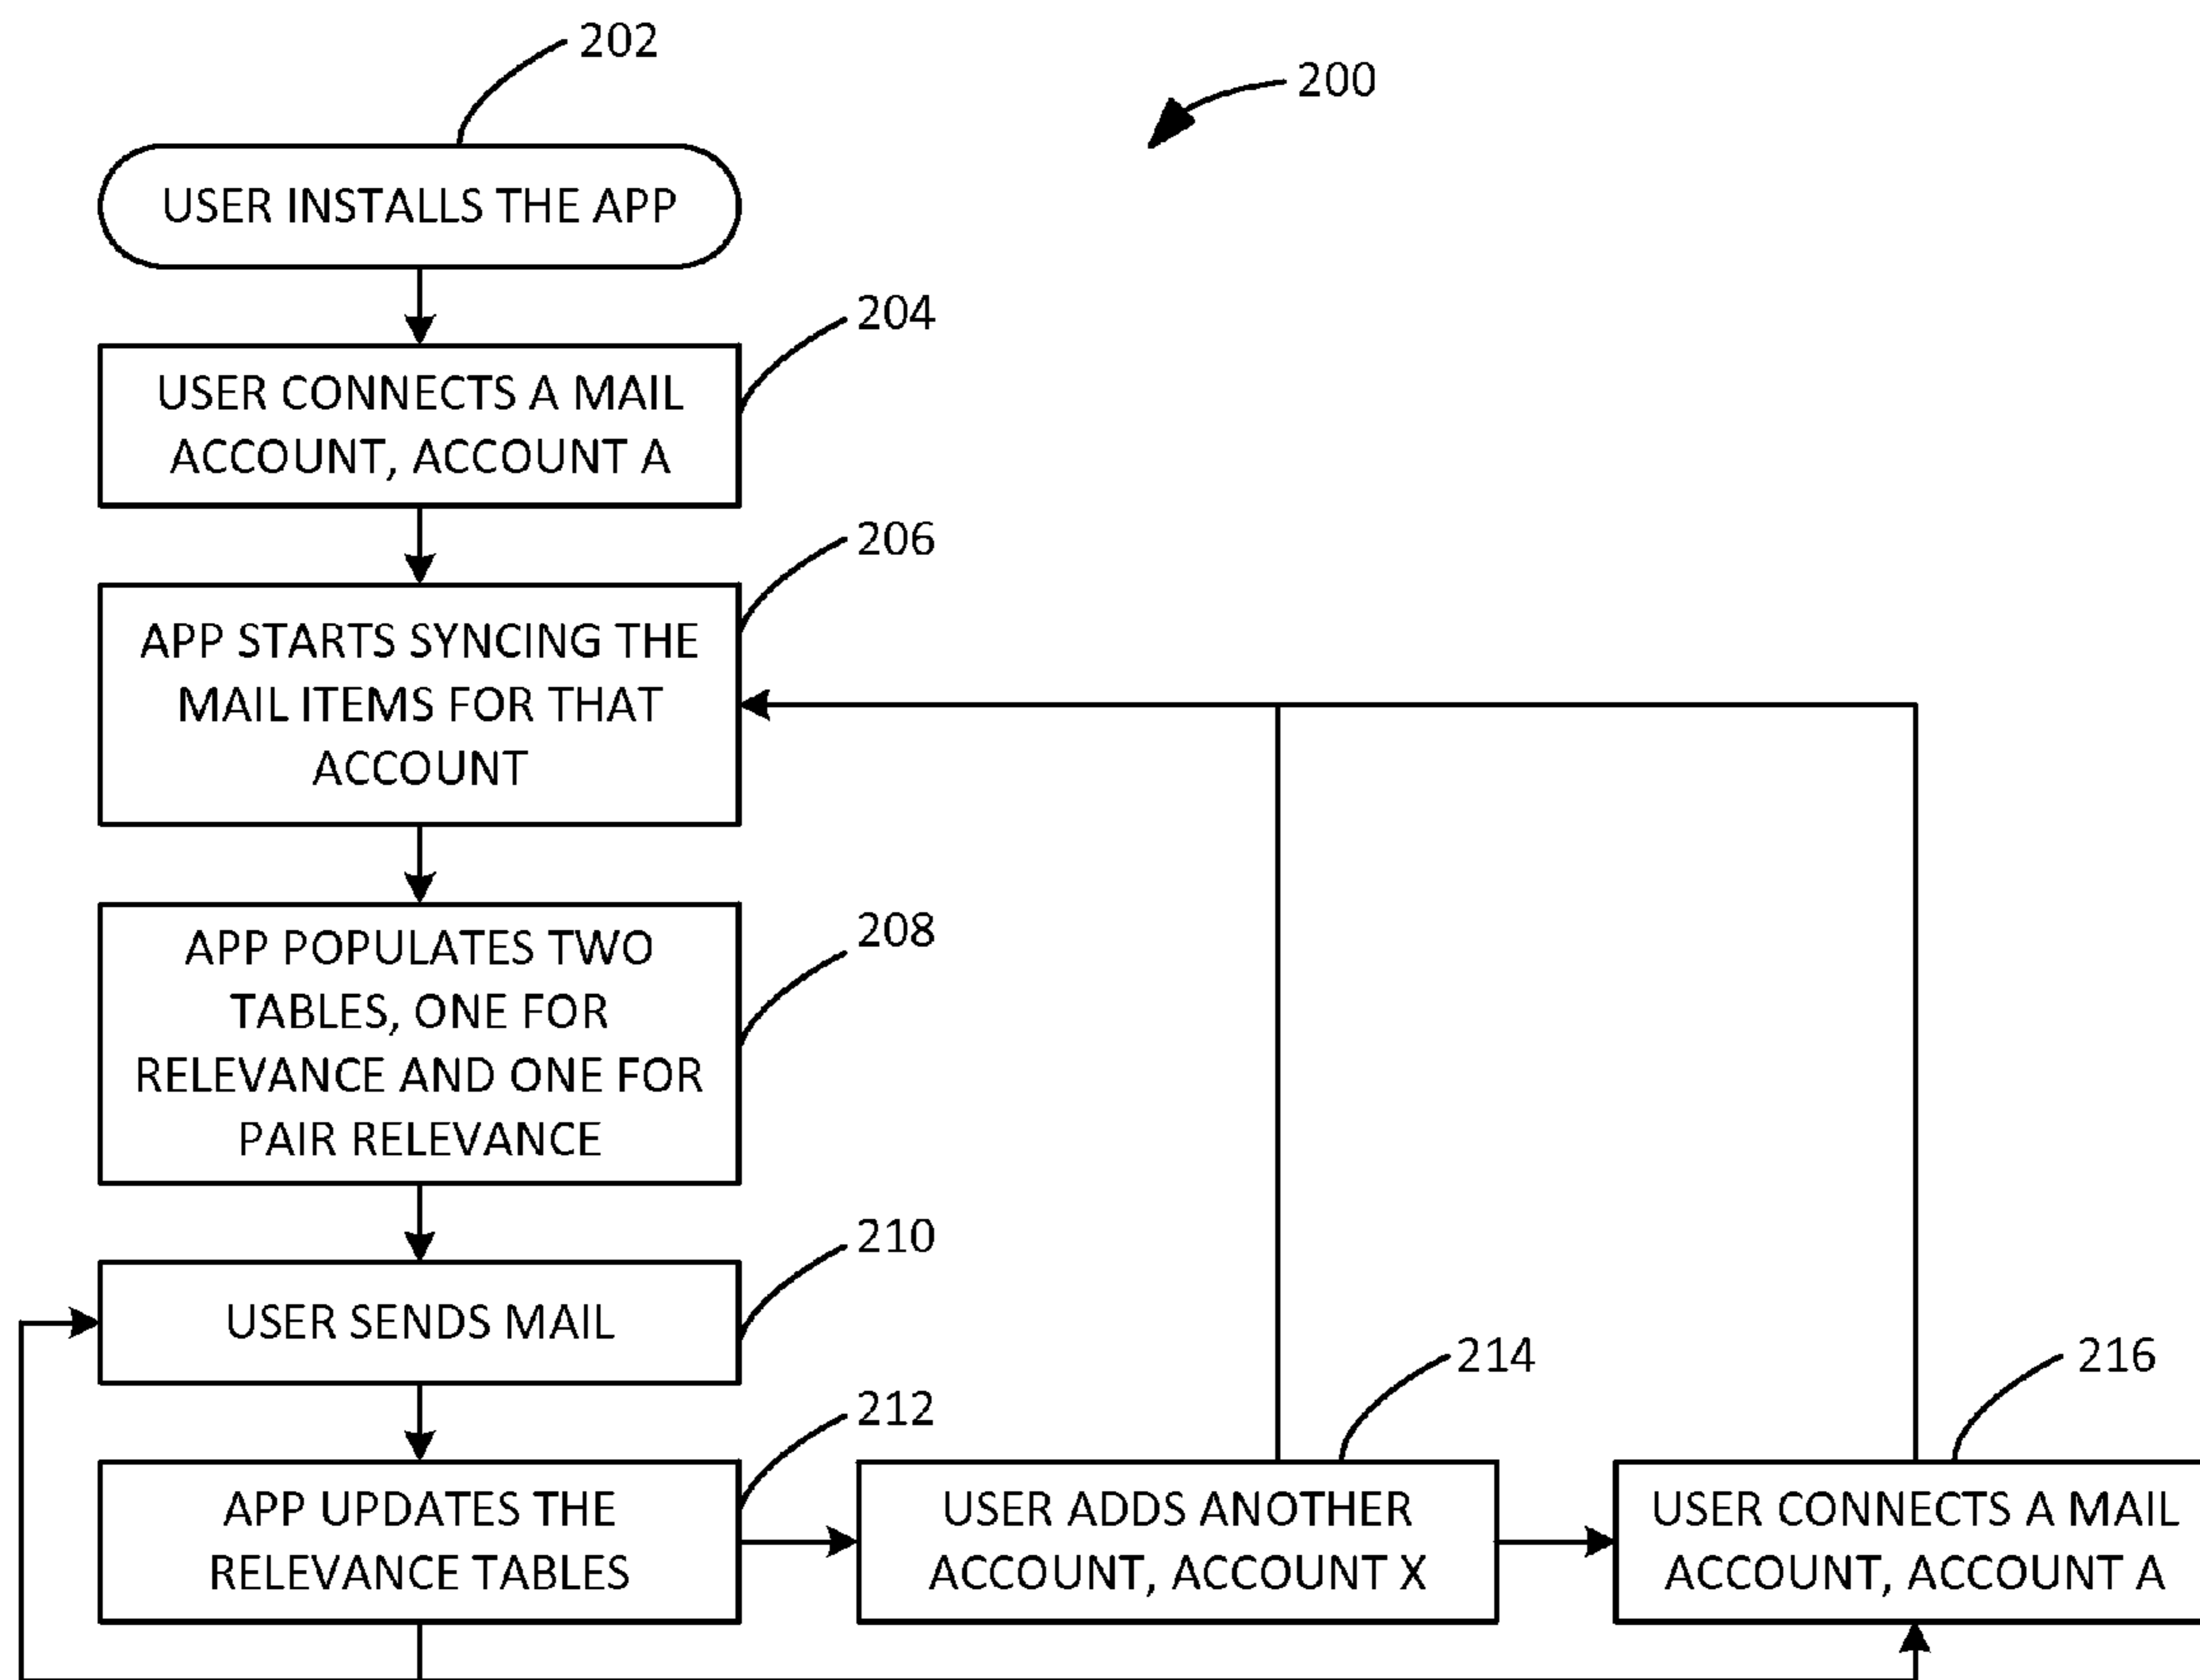 202
200
USER INSTALLS THE APP
204
USER CONNECTS A MAIL
ACCOUNT, ACCOUNT A
206
APP STARTS SYNCING THE
MAIL ITEMS FOR THAT
ACCOUNT
208
APP POPULATES TWO
TABLES, ONE FOR
RELEVANCE AND ONE FOR
PAIR RELEVANCE
210
USER SENDS MAIL
212
APP UPDATES THE
RELEVANCE TABLES
214
USER ADDS ANOTHER
ACCOUNT, ACCOUNT X
216
USER CONNECTS A MAIL
ACCOUNT, ACCOUNT A